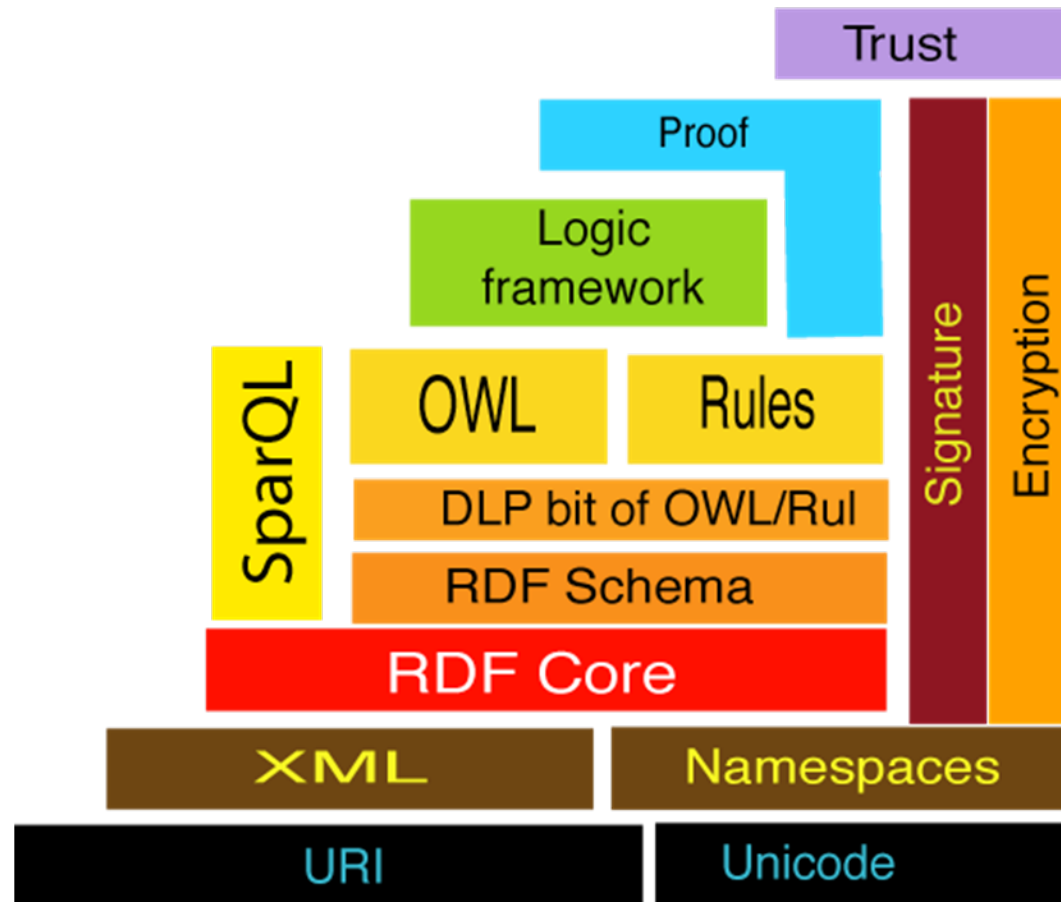 Trust
Proof
Logic
framework
SparQL
OWL
Rules
Signature
Encryption
DLP bit of OWL/Rul
RDF Schema
RDF Core
XML
Namespaces
URI
Unicode